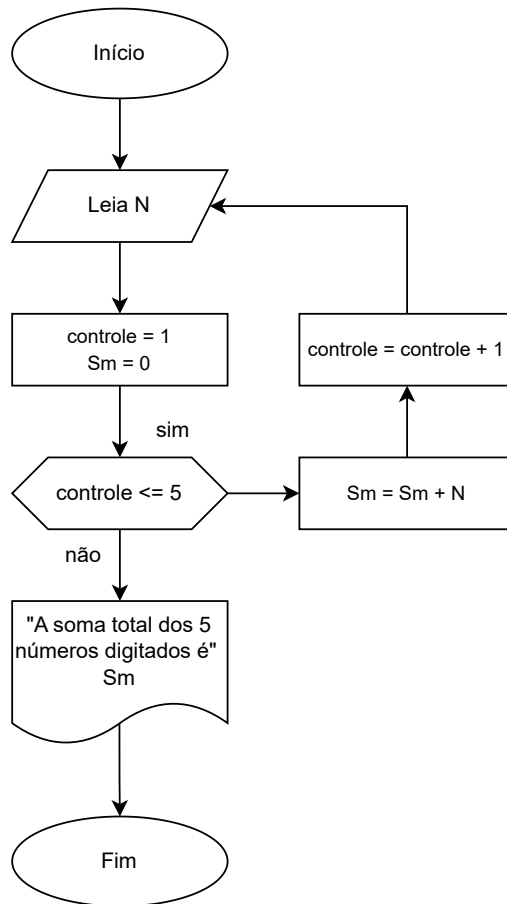 Início
Leia N
controle = 1
Sm = 0
controle = controle + 1
sim
controle <= 5
Sm = Sm + N
não
"A soma total dos 5
números digitados é"
Sm
Fim